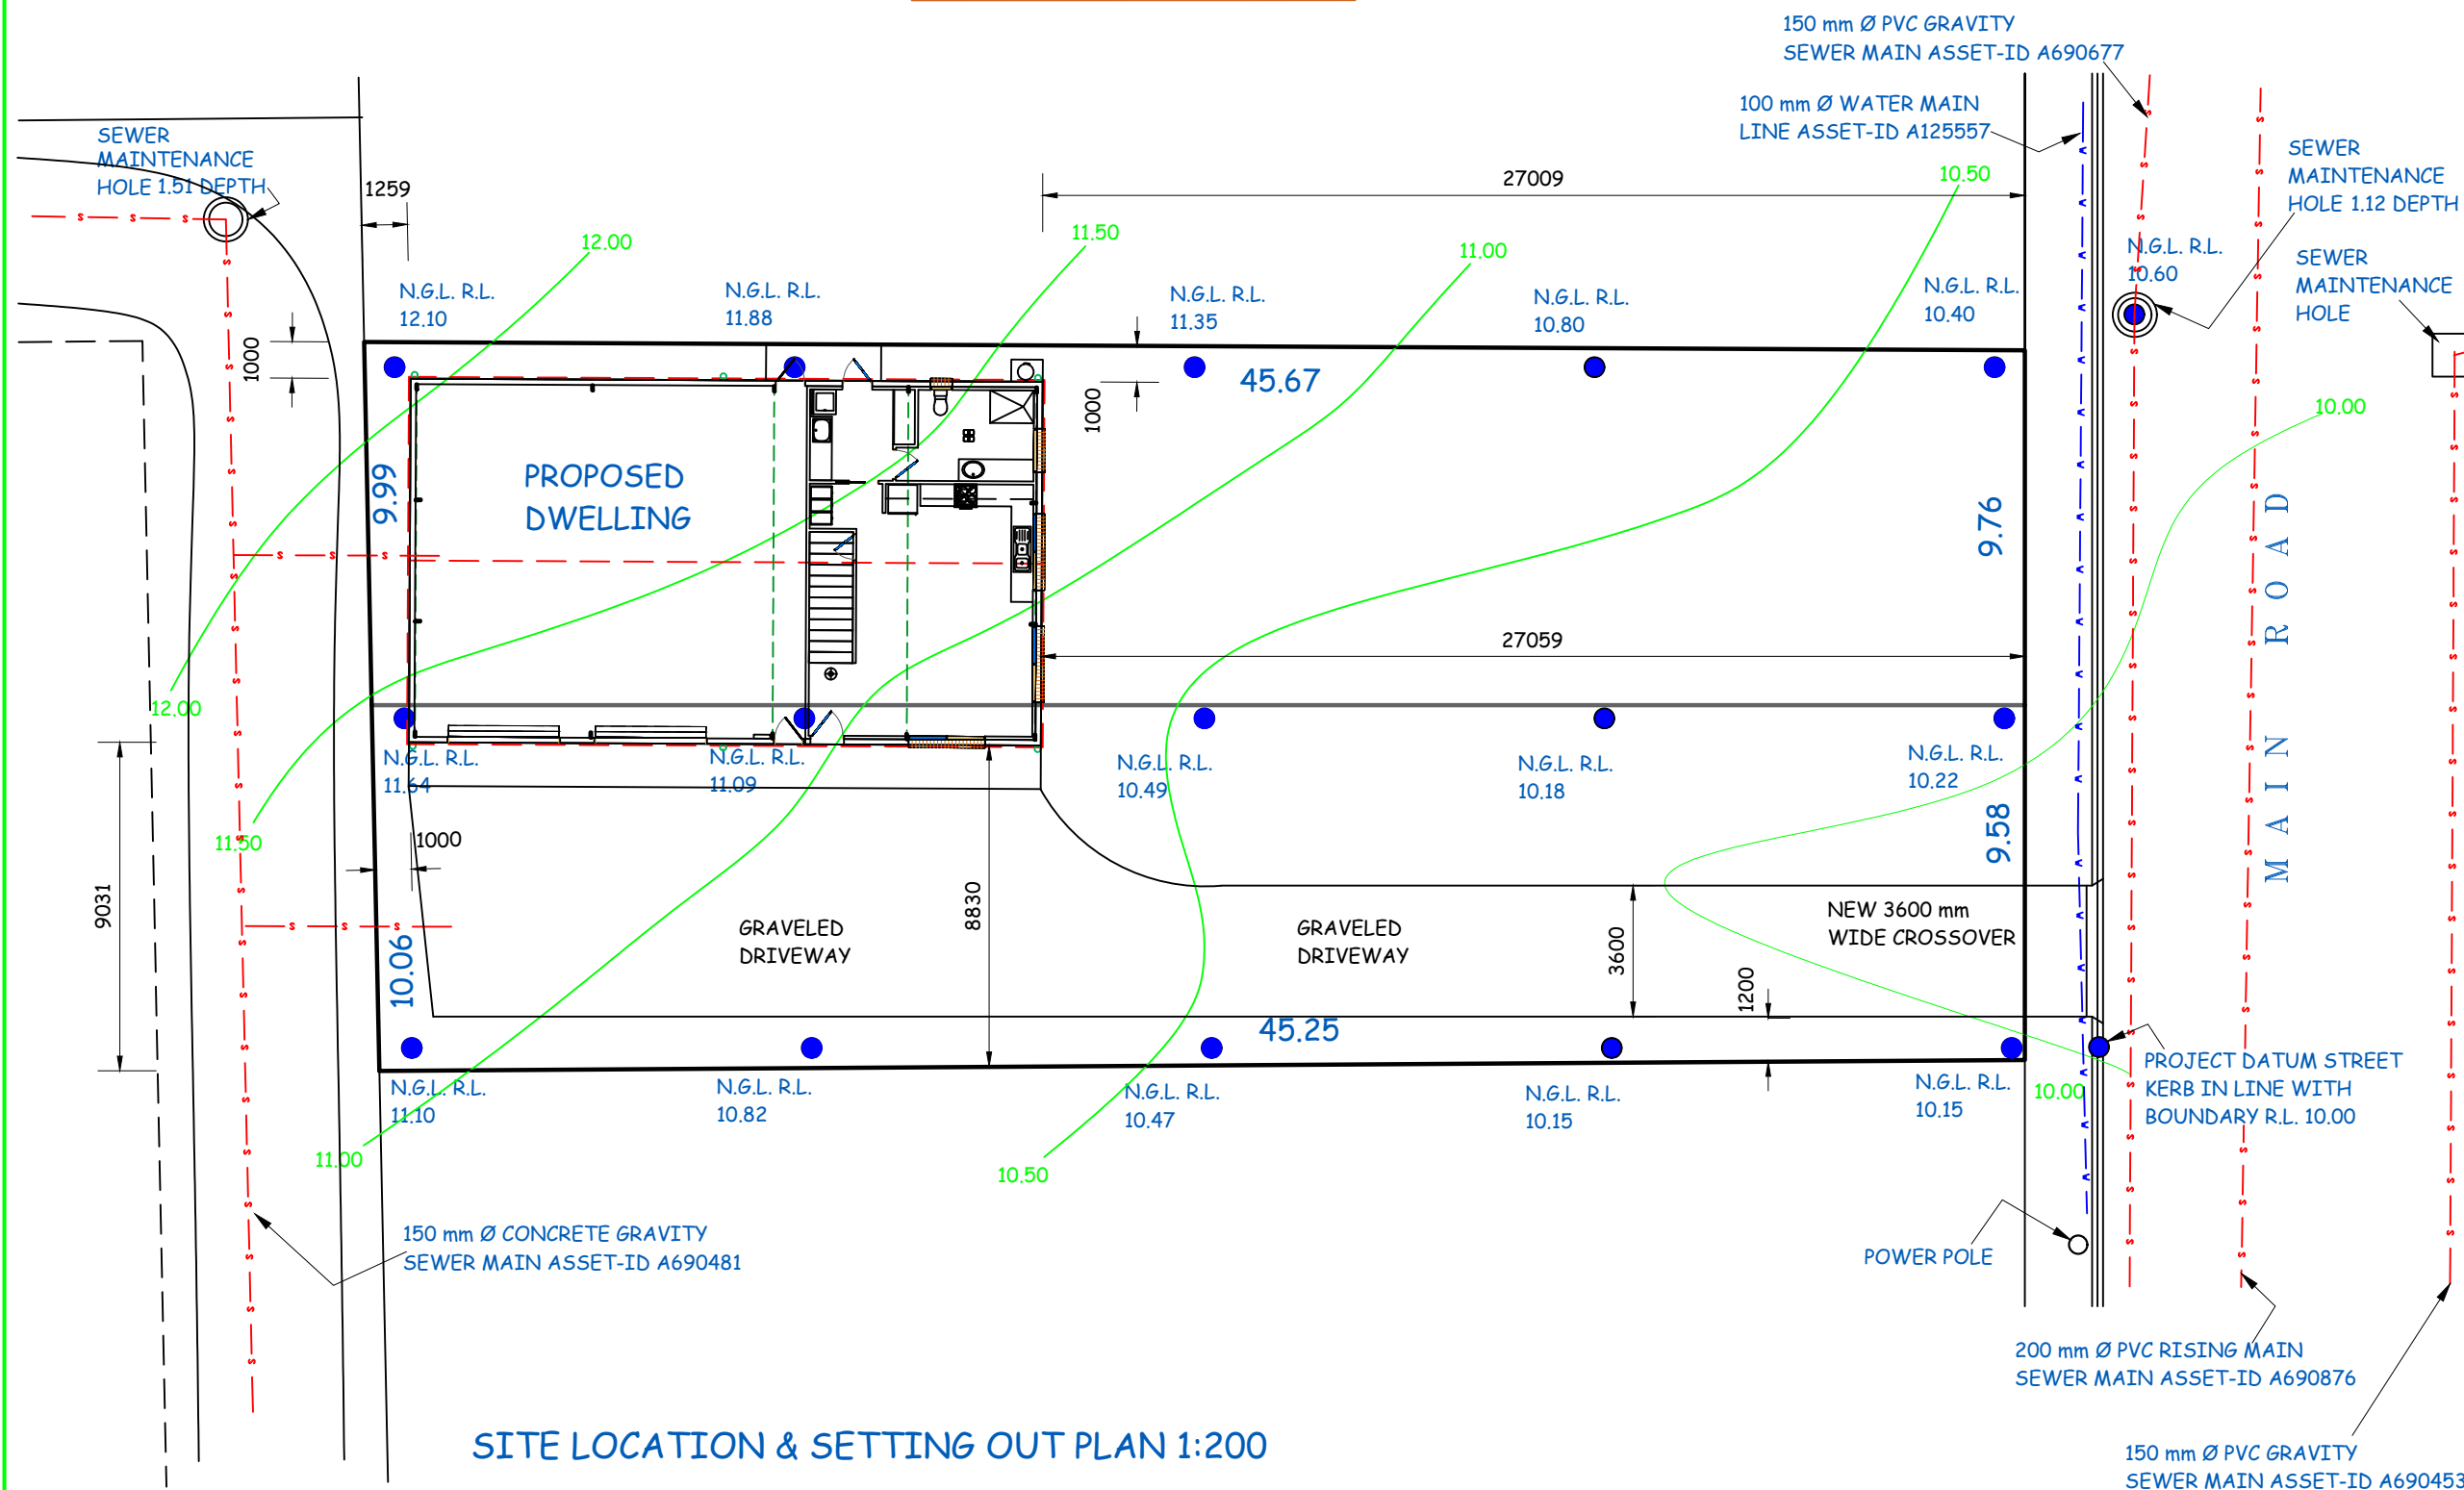 150 mm Ø PVC GRAVITY
SEWER MAIN ASSET-ID A690677
100 mm Ø WATER MAIN
LINE ASSET-ID A125557
SEWER
MAINTENANCE
HOLE 1.51 DEPTH
SEWER
MAINTENANCE
HOLE 1.12 DEPTH
SEWER
MAINTENANCE
HOLE
1259
27009
10.50
12.00
11.50
11.00
N.G.L. R.L.
10.60
N.G.L. R.L.
12.10
N.G.L. R.L.
11.88
N.G.L. R.L.
11.35
N.G.L. R.L.
10.80
N.G.L. R.L.
10.40
1000
1000
45.67
10.00
9.99
PROPOSED
DWELLING
9.76
MAIN ROAD
27059
12.00
N.G.L. R.L.
11.64
N.G.L. R.L.
11.09
N.G.L. R.L.
10.49
N.G.L. R.L.
10.18
N.G.L. R.L.
10.22
11.50
1000
9.58
9031
8830
10.06
GRAVELED
DRIVEWAY
GRAVELED
DRIVEWAY
3600
NEW 3600 mm
WIDE CROSSOVER
1200
45.25
N.G.L. R.L.
11.10
N.G.L. R.L.
10.82
N.G.L. R.L.
10.47
N.G.L. R.L.
10.15
N.G.L. R.L.
10.15
10.00
PROJECT DATUM STREET
KERB IN LINE WITH
BOUNDARY R.L. 10.00
11.00
10.50
150 mm Ø CONCRETE GRAVITY
SEWER MAIN ASSET-ID A690481
POWER POLE
200 mm Ø PVC RISING MAIN
SEWER MAIN ASSET-ID A690876
SITE LOCATION & SETTING OUT PLAN 1:200
150 mm Ø PVC GRAVITY
SEWER MAIN ASSET-ID A690453